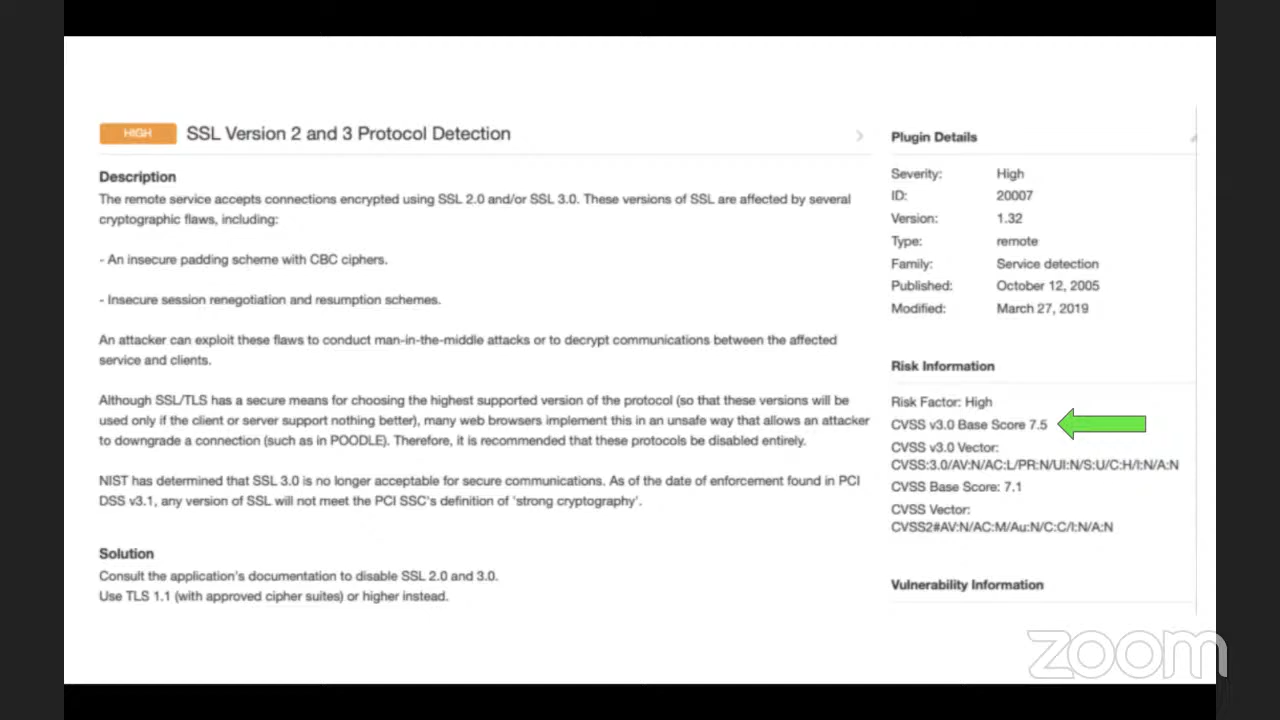 HIGH
SSL Version 2 and 3 Protocol Detection
Description
The remote service accepts connections encrypted using SSL 2.0 and/or SSL 3.0. These versions of SSL are affected by several
cryptographic flaws, including:
- An insecure padding scheme with CBC ciphers.
- Insecure session renegotiation and resumption schemes.
An attacker can exploit these flaws to conduct man-in-the-middle attacks or to decrypt communications between the affected
service and clients.
Although SSL/TLS has a secure means for choosing the highest supported version of the protocol (so that these versions will be
used only if the client or server support nothing better), many web browsers implement this in an unsafe way that allows an attacker
to downgrade a connection (such as in POODLE). Therefore, it is recommended that these protocols be disabled entirely.
NIST has determined that SSL 3.0 is no longer acceptable for secure communications. As of the date of enforcement found in PCI
DSS v3.1, any version of SSL will not meet the PCI SSC's definition of 'strong cryptography'.
Solution
Consult the application's documentation to disable SSL 2.0 and 3.0.
Use TLS 1.1 (with approved cipher suites) or higher instead.
Plugin Details
Severity: High
ID: 20007
Version: 1.32
Type: remote
Family: Service detection
Published: October 12, 2005
Modified: March 27, 2019
Risk Information
Risk Factor: High
CVSS v3.0 Base Score 7.5
CVSS v3.0 Vector:
CVSS:3.0/AV:N/AC:L/PR:N/UI:N/S:U/C:H/I:N/A:N
CVSS Base Score: 7.1
CVSS Vector:
CVSS2#AV:N/AC:M/Au:N/C:C/I:N/A:N
Vulnerability Information
zoom